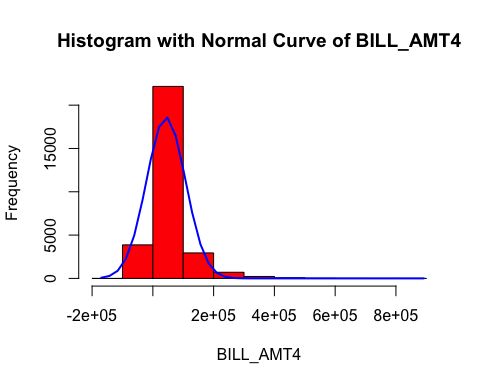 Histogram with Normal Curve of BILL_AMT4
Frequency
15000
5000
0
-2e+05 2e+05 4e+05 6e+05 8e+05
BILL_AMT4